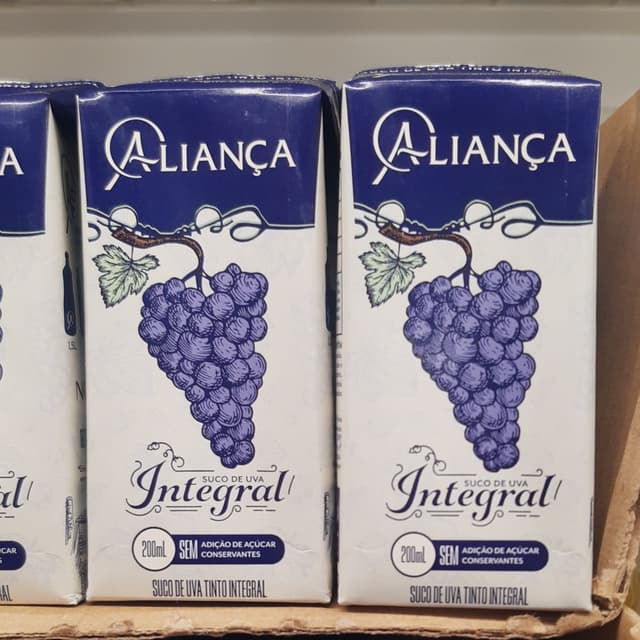 A
ALIANÇA
SUCO DE UVA
Integral
200mL
SEM ADIÇÃO DE AÇÚCAR
CONSERVANTES
SUCO DE UVA TINTO INTEGRAL
ALIANÇA
SUCO DE UVA
Integral
200mL
SEM ADIÇÃO DE AÇÚCAR
CONSERVANTES
SUCO DE UVA TINTO INTEGRAL